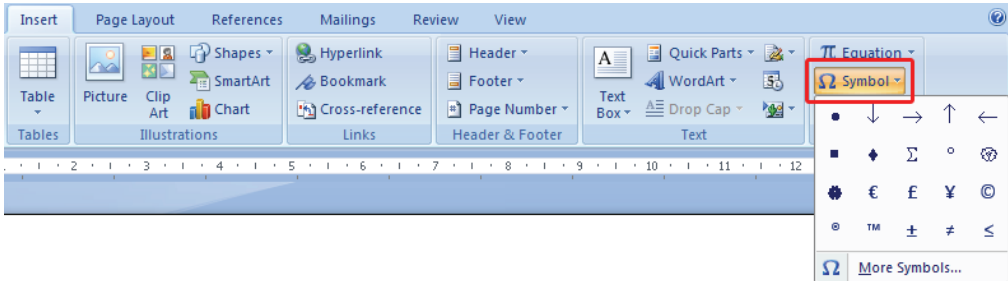 Insert Page Layout References Mailings Review View
Table
Tables
Picture
Clip
Art
Shapes
SmartArt
Chart
Illustrations
Hyperlink
Bookmark
Cross-reference
Links
Header
Footer
# Page Number
Header & Footer
A
Text
Box
Quick Parts
WordArt
Drop Cap
Text
π Equation
Ω Symbol
• ↓ → ↑ ←
▪ ♦ Σ °
€ £ ¥ ©
® ™ ± ≠ ≤
Ω More Symbols...
2 3 4 5 6 7 8 9 10 11 12